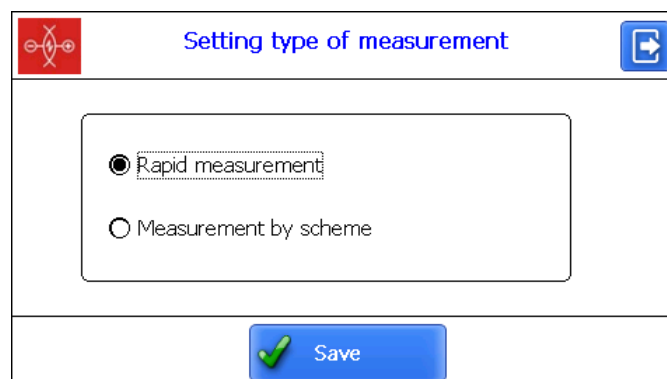 Setting type of measurement
Rapid measurement
Measurement by scheme
Save